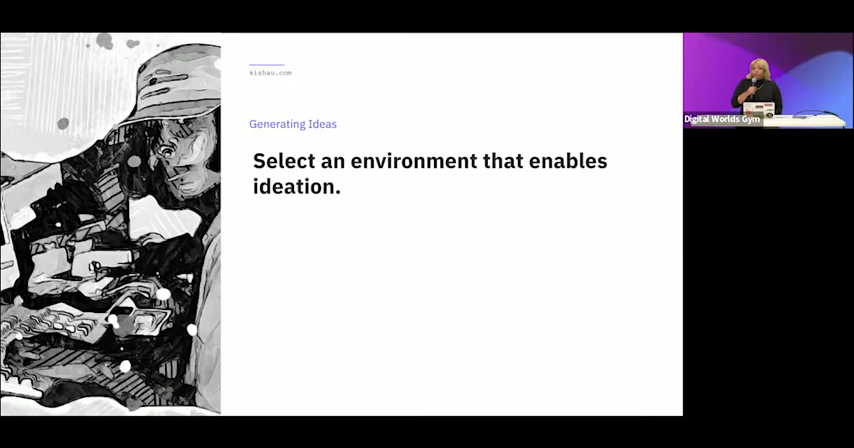 kishau.com
Generating Ideas
Select an environment that enables
ideation.
Digital Worlds Gym